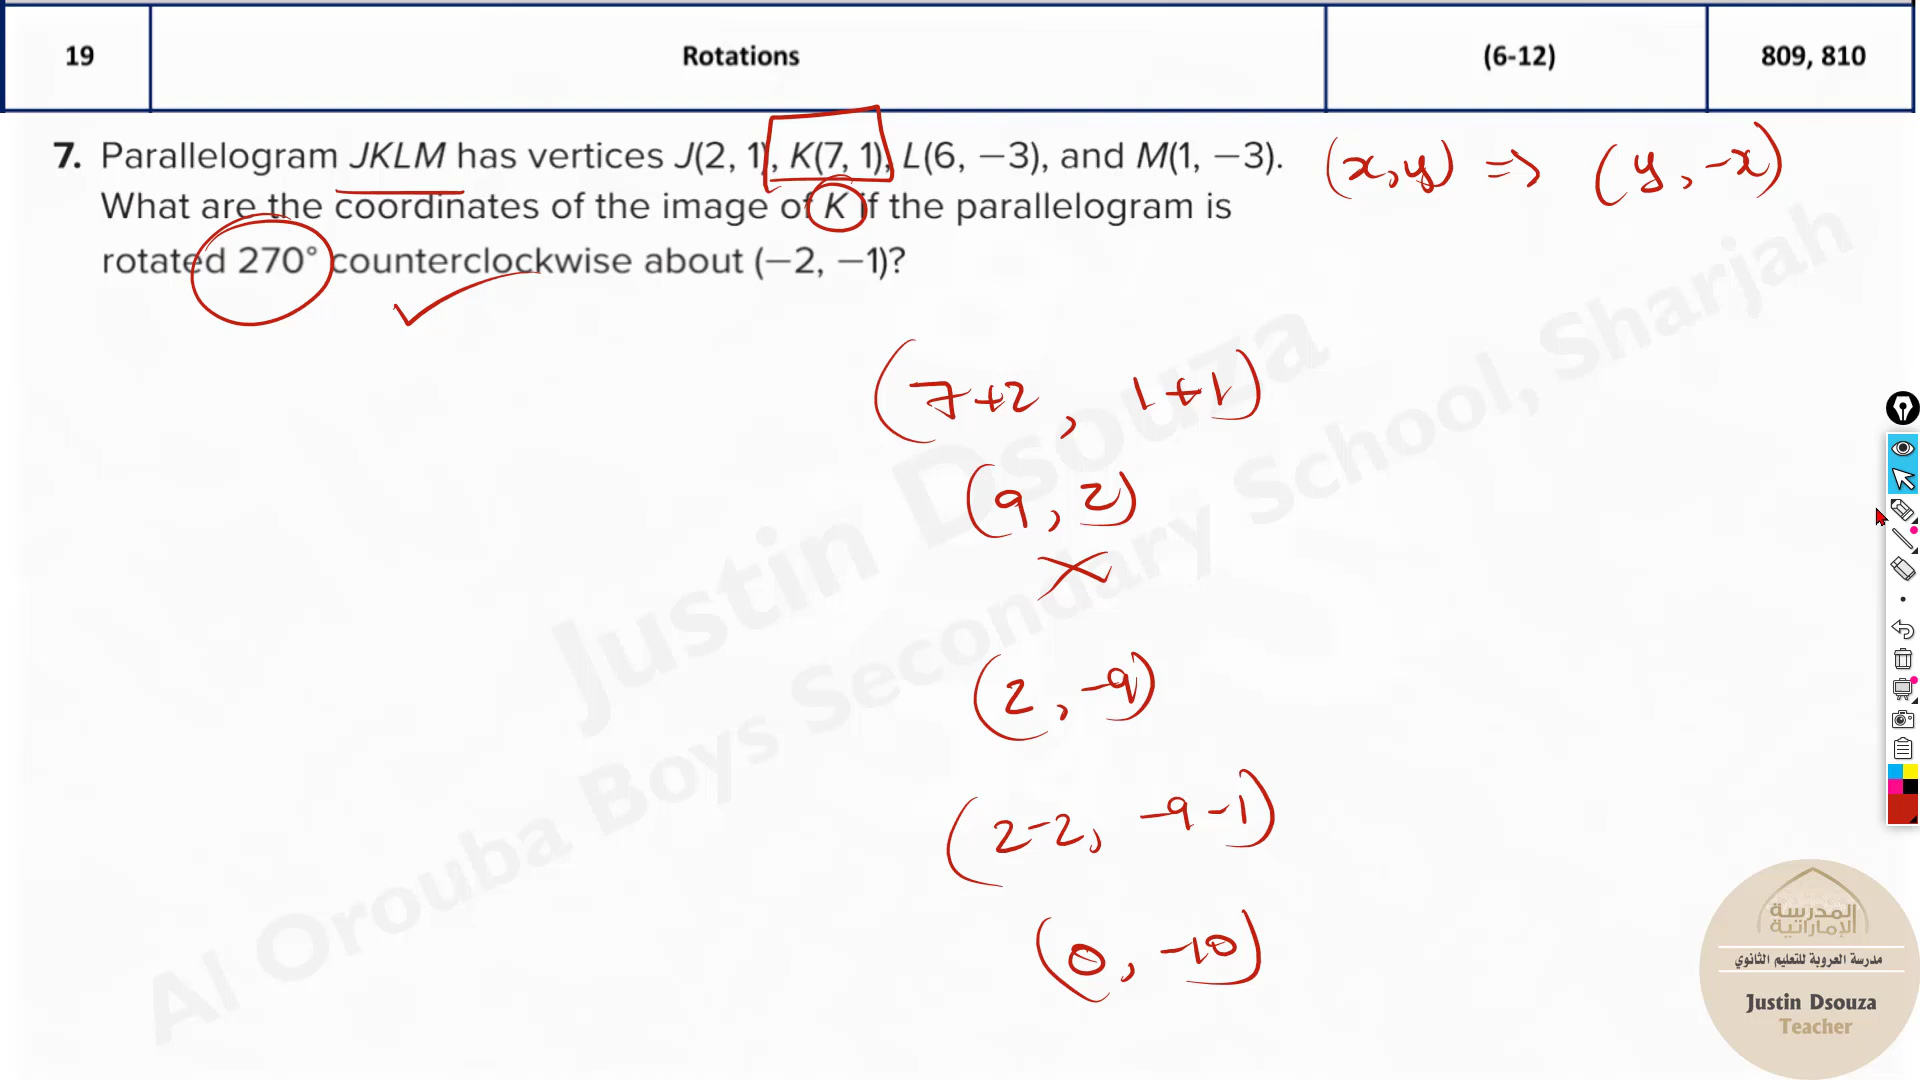 19 Rotations (6-12) 809, 810
7. Parallelogram JKLM has vertices J(2, 1), K(7, 1), L(6, −3), and M(1, −3).
What are the coordinates of the image of K if the parallelogram is
rotated 270° counterclockwise about (−2, −1)?
(x,y) => (y, -x)
(7+2, 1+1)
(9, 2)
(2, -9)
(2-2, -9-1)
(0, -10)
Justin Dsouza
Al Orouba Boys Secondary School, Sharjah
المدرسة
الإماراتية
مدرسة العروبة للتعليم الثانوي
Justin Dsouza
Teacher